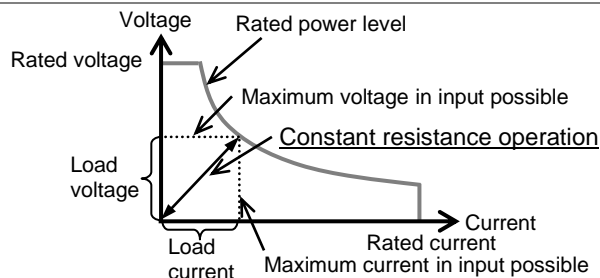 Voltage
Rated power level
Rated voltage
Maximum voltage in input possible
Constant resistance operation
Load
voltage
Current
Rated current
Load
current
Maximum current in input possible